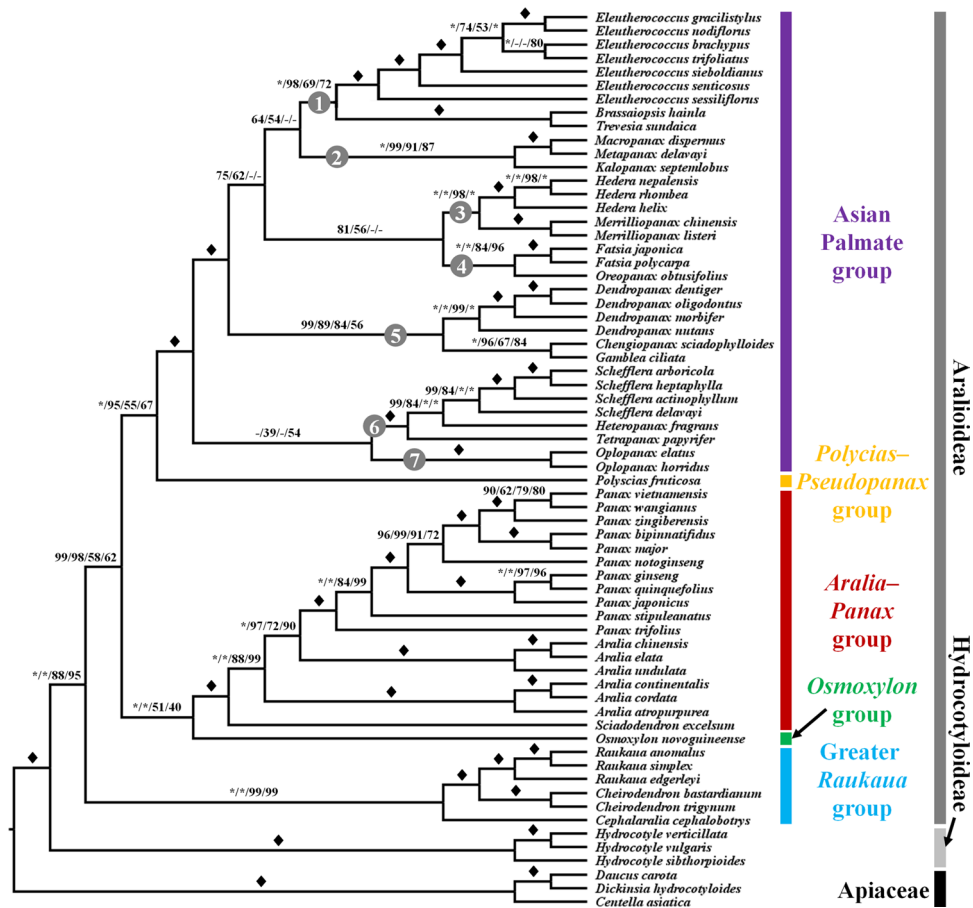 Eleutherococcus gracilistylus
*/74/53/*
Eleutherococcus nodiflorus
Eleutherococcus brachypus
*/-/-/80
Eleutherococcus trifoliatus
Eleutherococcus sieboldianus
Eleutherococcus senticosus
*/98/69/72
Eleutherococcus sessiliflorus
1
Brassaiopsis hainla
64/54/-/-
Trevesia sundaica
Macropanax dispermus
2
*/99/91/87
Metapanax delavayi
Kalopanax septemlobus
75/62/-/-
Hedera nepalensis
*/*/98/*
*/*/98/*
Hedera rhombea
3
Hedera helix
Merrilliopanax chinensis
81/56/-/-
Merrilliopanax listeri
*/*/84/96
Fatsia japonica
4
Fatsia polycarpa
Oreopanax obtusifolius
Dendropanax dentiger
Dendropanax oligodontus
*/*/99/*
Dendropanax morbifer
99/89/84/56
5
Dendropanax nutans
*/96/67/84
Chengiopanax sciadophylloides
Gamblea ciliata
Schefflera arboricola
Schefflera heptaphylla
99/84/*/*
Schefflera actinophyllum
99/84/*/*
Schefflera delavayi
*/95/55/67
6
Heteropanax fragrans
-/39/-/54
Tetrapanax papyrifer
7
Oplopanax elatus
Oplopanax horridus
Polyscias fruticosa
90/62/79/80
Panax vietnamensis
Panax wangianus
Panax zingiberensis
96/99/91/72
Panax bipinnatifidus
Panax major
99/98/58/62
Panax notoginseng
*/*/97/96
Panax ginseng
*/*/84/99
Panax quinquefolius
Panax japonicus
Panax stipuleanatus
*/97/72/90
Panax trifolius
Aralia chinensis
*/*/88/99
Aralia elata
Aralia undulata
*/*/88/95
Aralia continentalis
Aralia cordata
*/*/51/40
Aralia atropurpurea
Sciadodendron excelsum
Osmoxylon novoguineense
Raukaua anomalus
Raukaua simplex
Raukaua edgerleyi
*/*/99/99
Cheirodendron bastardianum
Cheirodendron trigynum
Cephalaralia cephalobotrys
Hydrocotyle verticillata
Hydrocotyle vulgaris
Hydrocotyle sibthorpioides
Daucus carota
Dickinsia hydrocotyloides
Centella asiatica
Asian
Palmate
group
Polycias–
Pseudopanax
group
Aralia–
Panax
group
Osmoxylon
group
Greater
Raukaua
group
Aralioideae
Hydrocotyloideae
Apiaceae